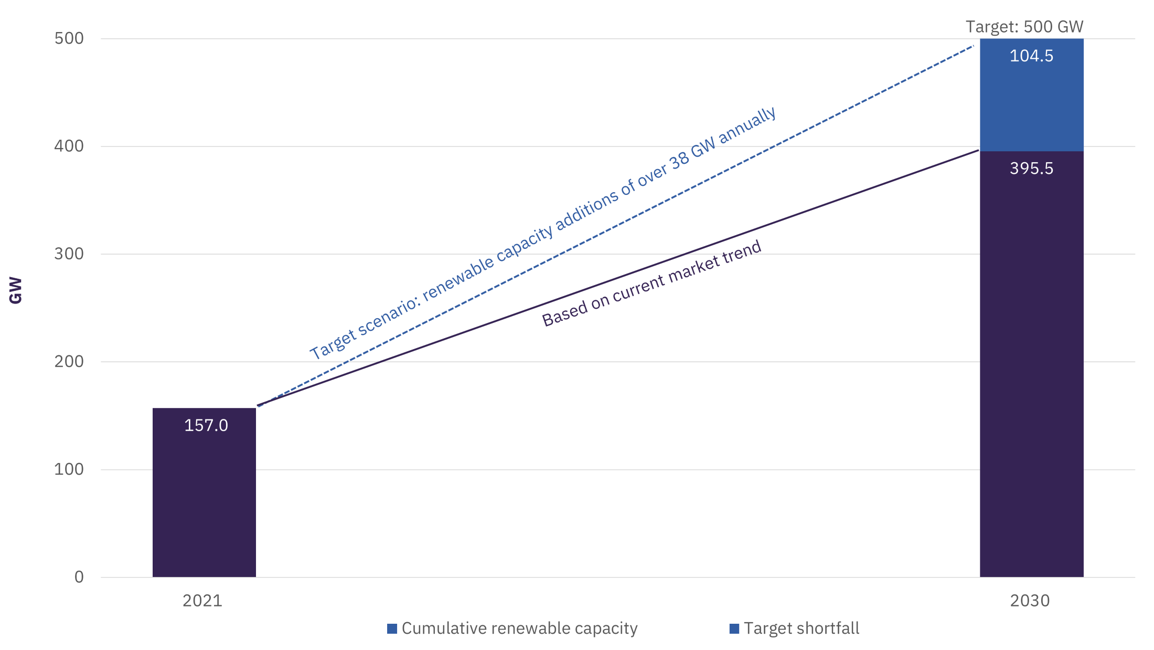 Target: 500 GW
500
104.5
400
395.5
300
Target scenario: renewable capacity additions of over 38 GW annually
Based on current market trend
GW
200
157.0
100
0
2021
2030
Cumulative renewable capacity
Target shortfall